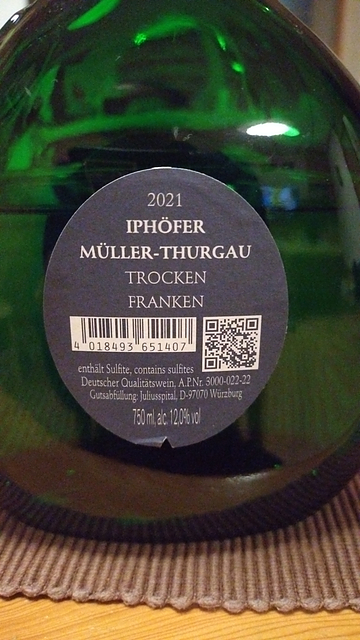 2021
IPHÖFER
MÜLLER-THURGAU
TROCKEN
FRANKEN
4 018493 651407
enthält Sulfite, contains sulfites
Deutscher Qualitätswein, A.P.Nr. 3000-022-22
Gutsabfüllung: Juliusspital, D-97070 Würzburg
750 ml, alc. 12,0% vol